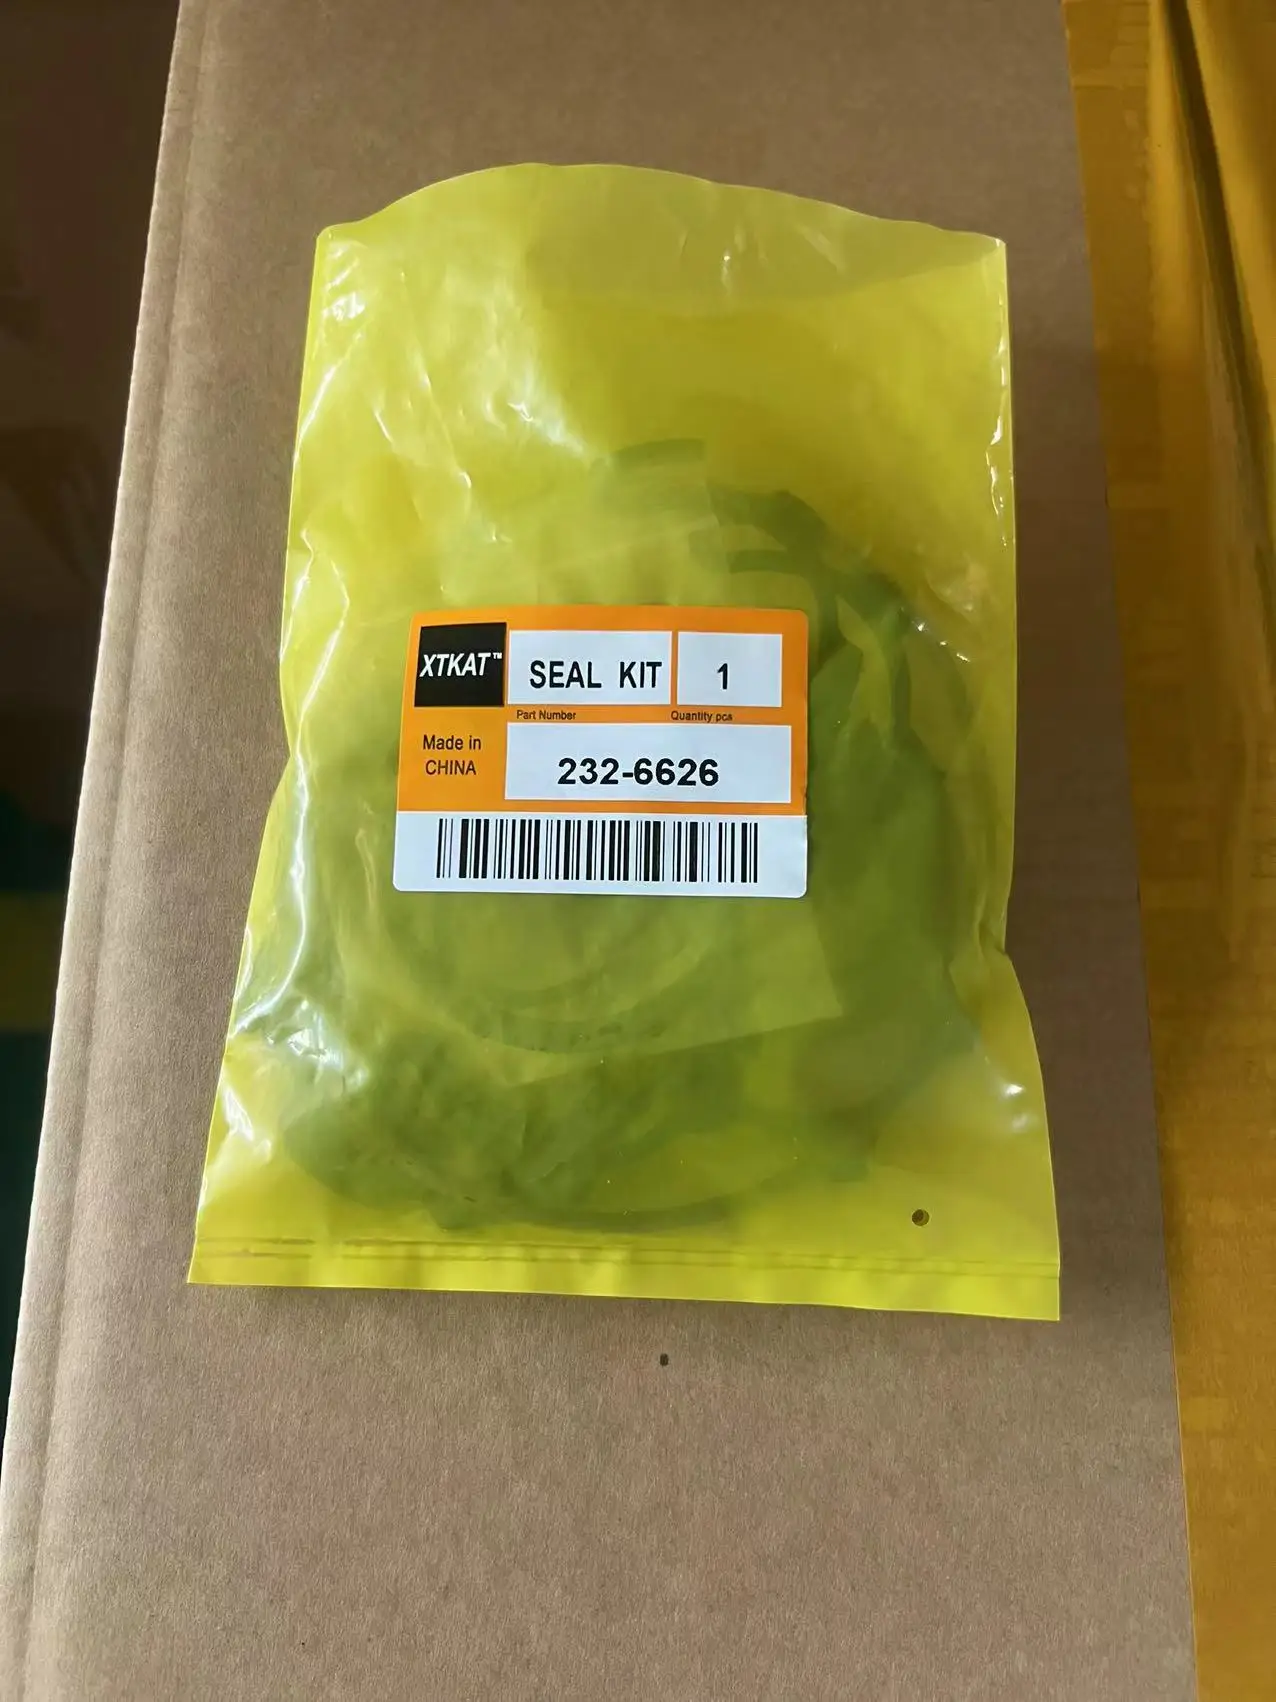 XTKAT™
SEAL KIT
1
Part Number
Quantity pcs
Made in
CHINA
232-6626